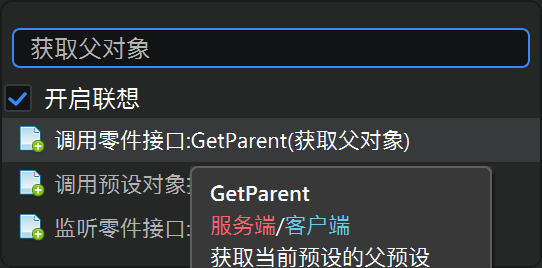 获取父对象
开启联想
调用零件接口:GetParent(获取父对象)
调用预设对象
GetParent
服务端/客户端
监听零件接口:
获取当前预设的父预设